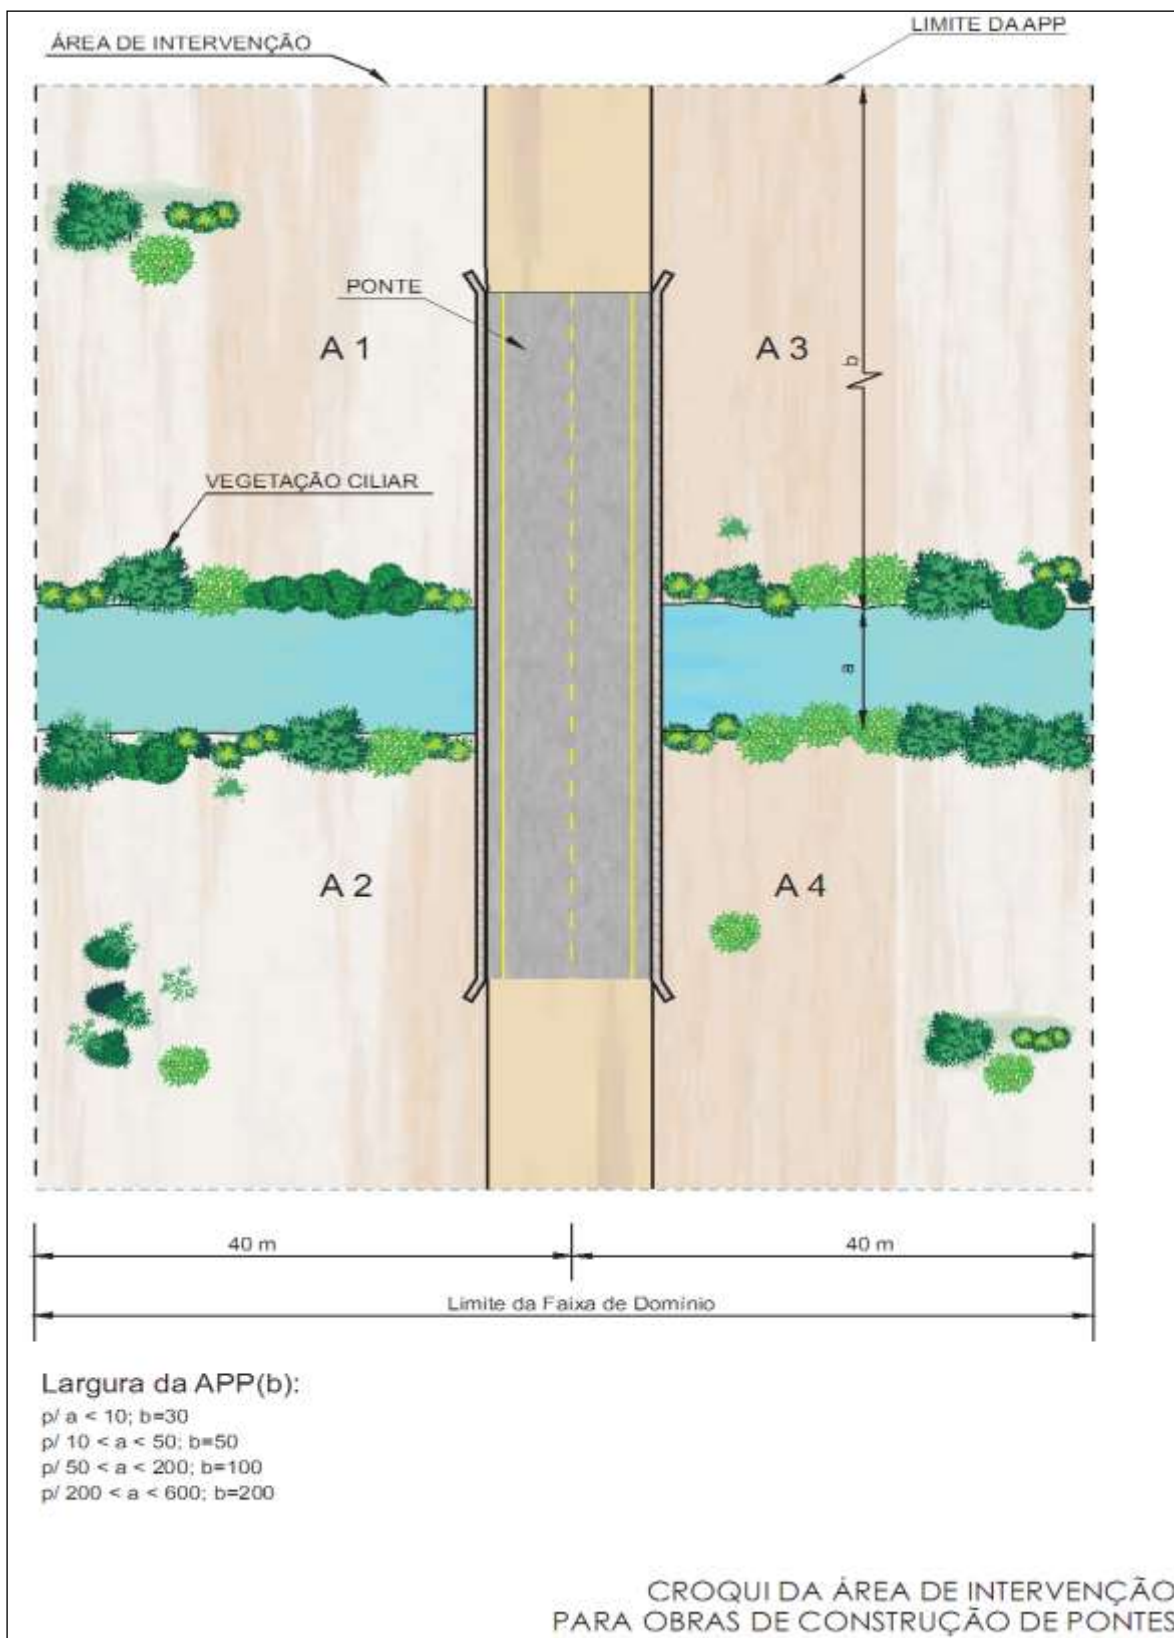 ÁREA DE INTERVENÇÃO
LIMITE DA APP
PONTE
A 1
A 3
b
VEGETAÇÃO CILIAR
a
A 2
A 4
40 m
40 m
Limite da Faixa de Domínio
Largura da APP(b):
p/ a < 10; b=30
p/ 10 < a < 50; b=50
p/ 50 < a < 200; b=100
p/ 200 < a < 600; b=200
CROQUI DA ÁREA DE INTERVENÇÃO
PARA OBRAS DE CONSTRUÇÃO DE PONTES